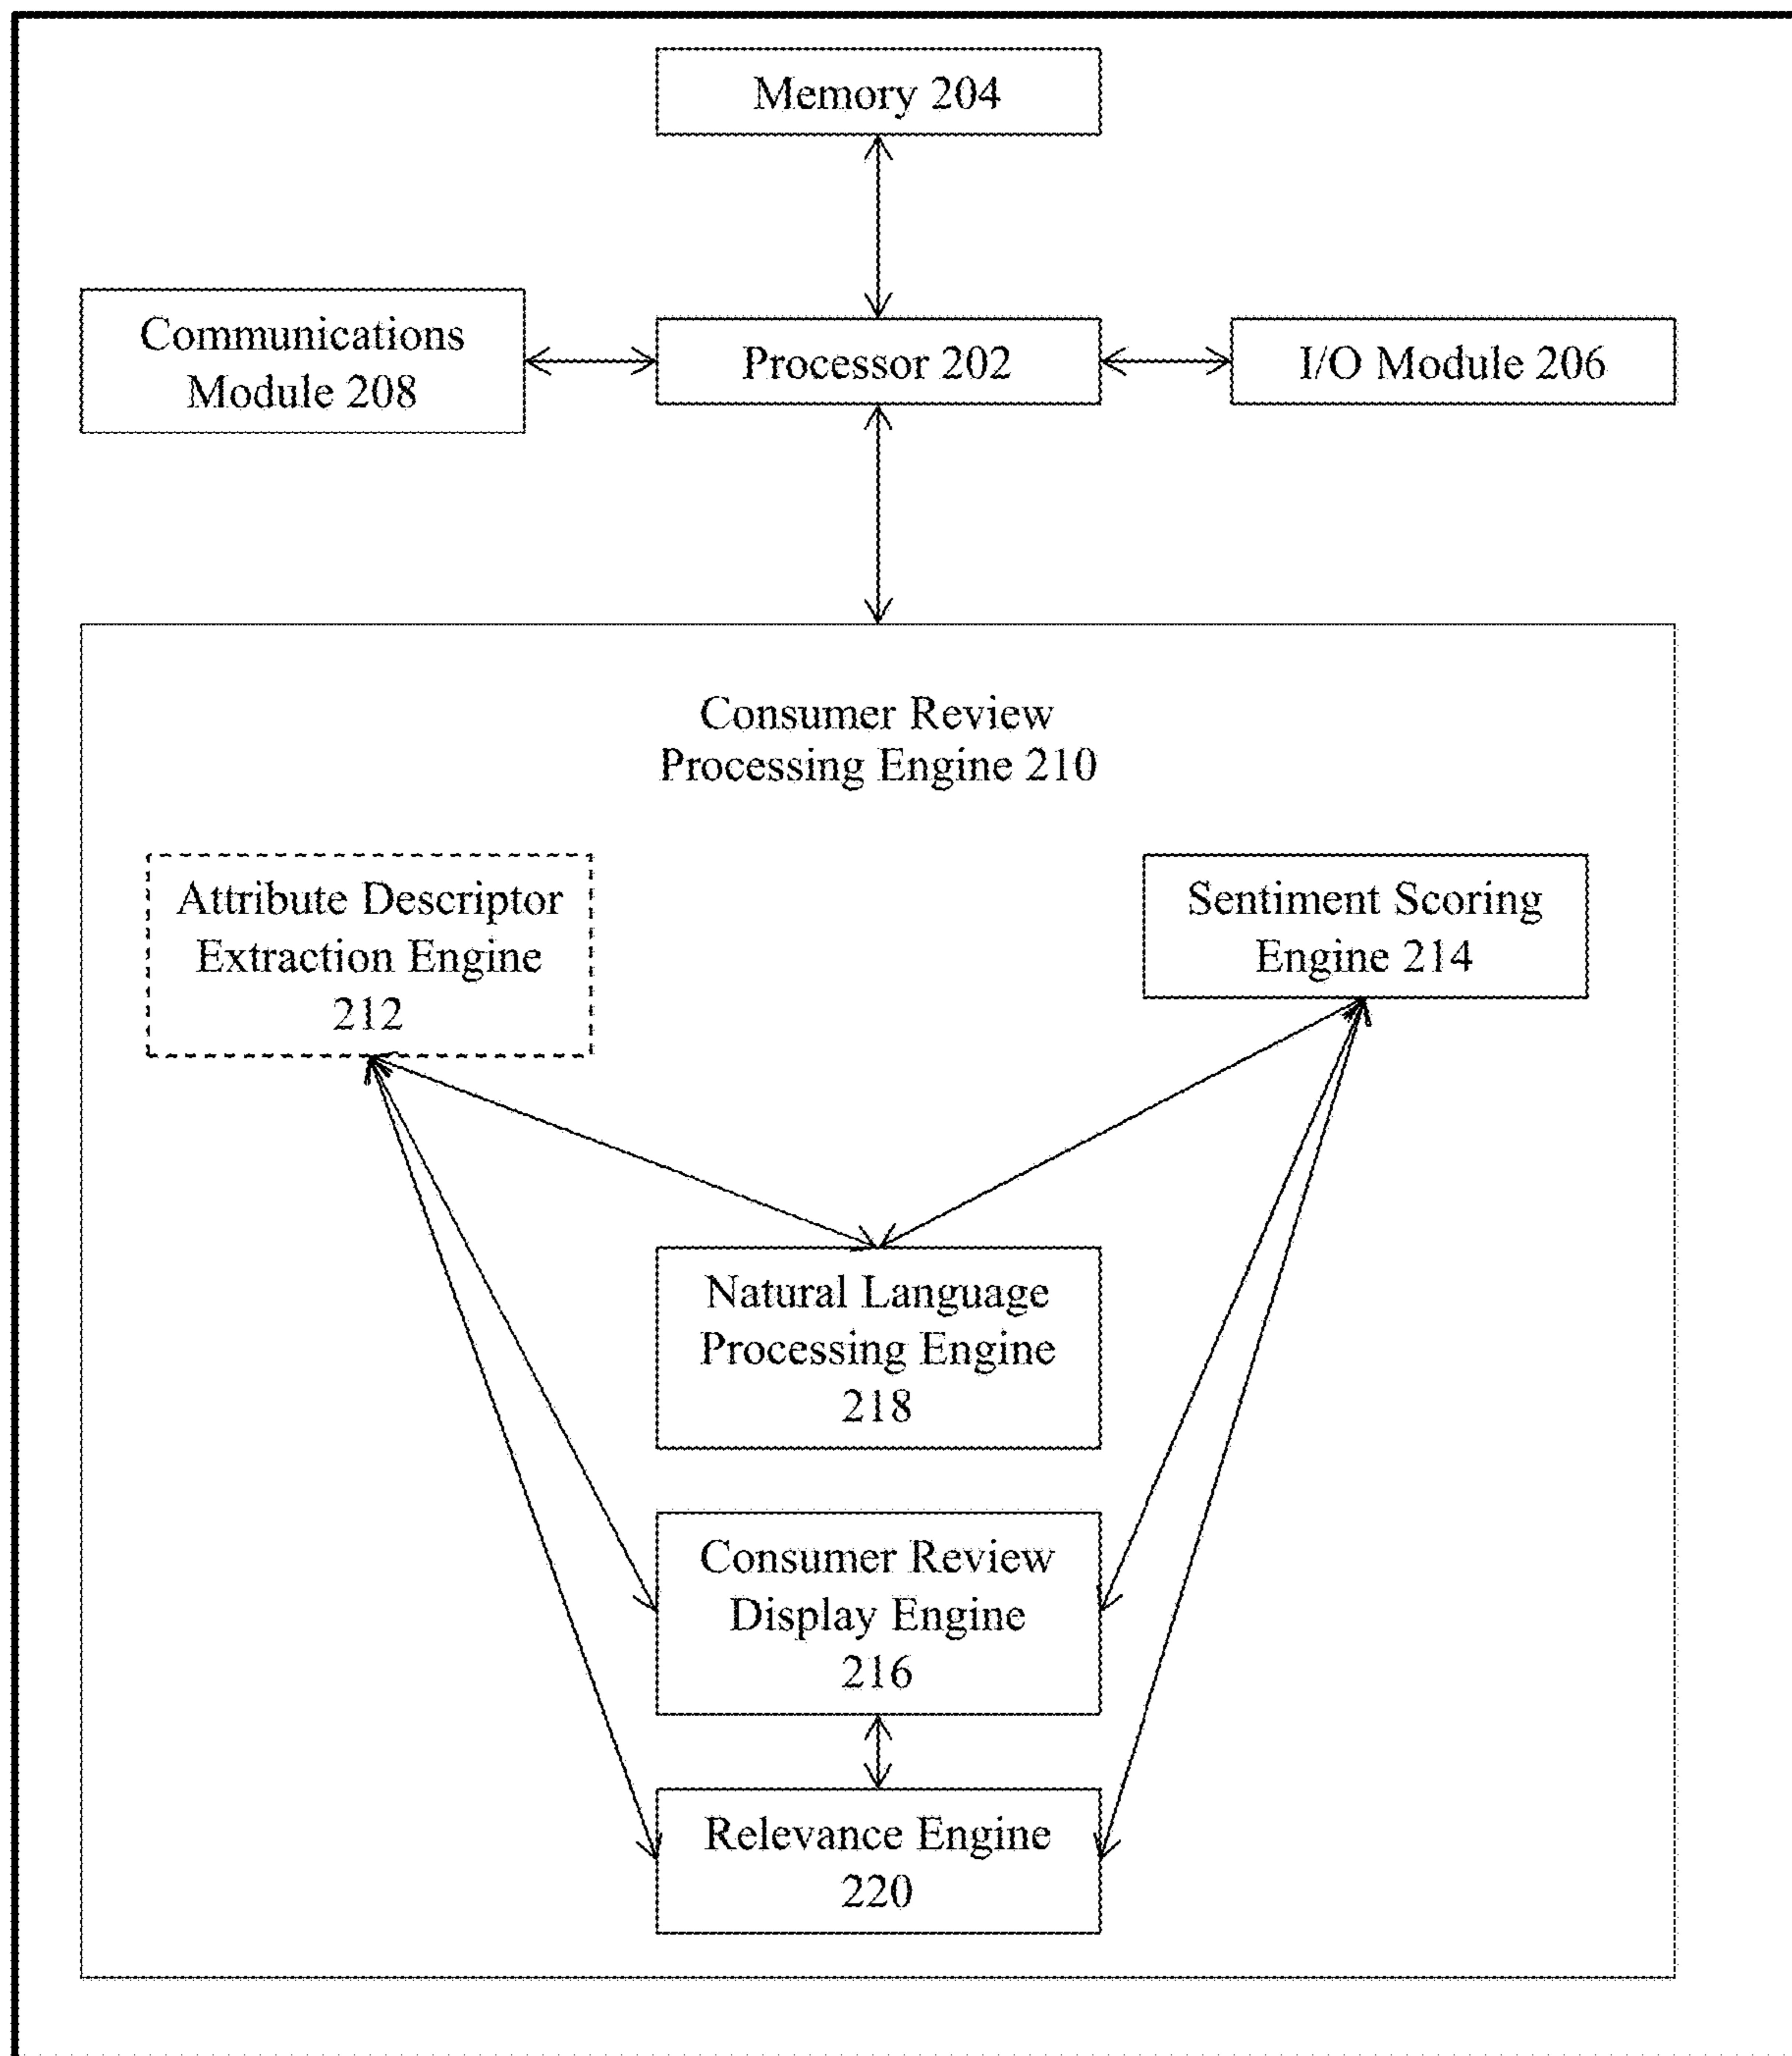 Memory 204
Communications
Module 208
Processor 202
I/O Module 206
Consumer Review
Processing Engine 210
Attribute Descriptor
Extraction Engine
212
Sentiment Scoring
Engine 214
Natural Language
Processing Engine
218
Consumer Review
Display Engine
216
Relevance Engine
220